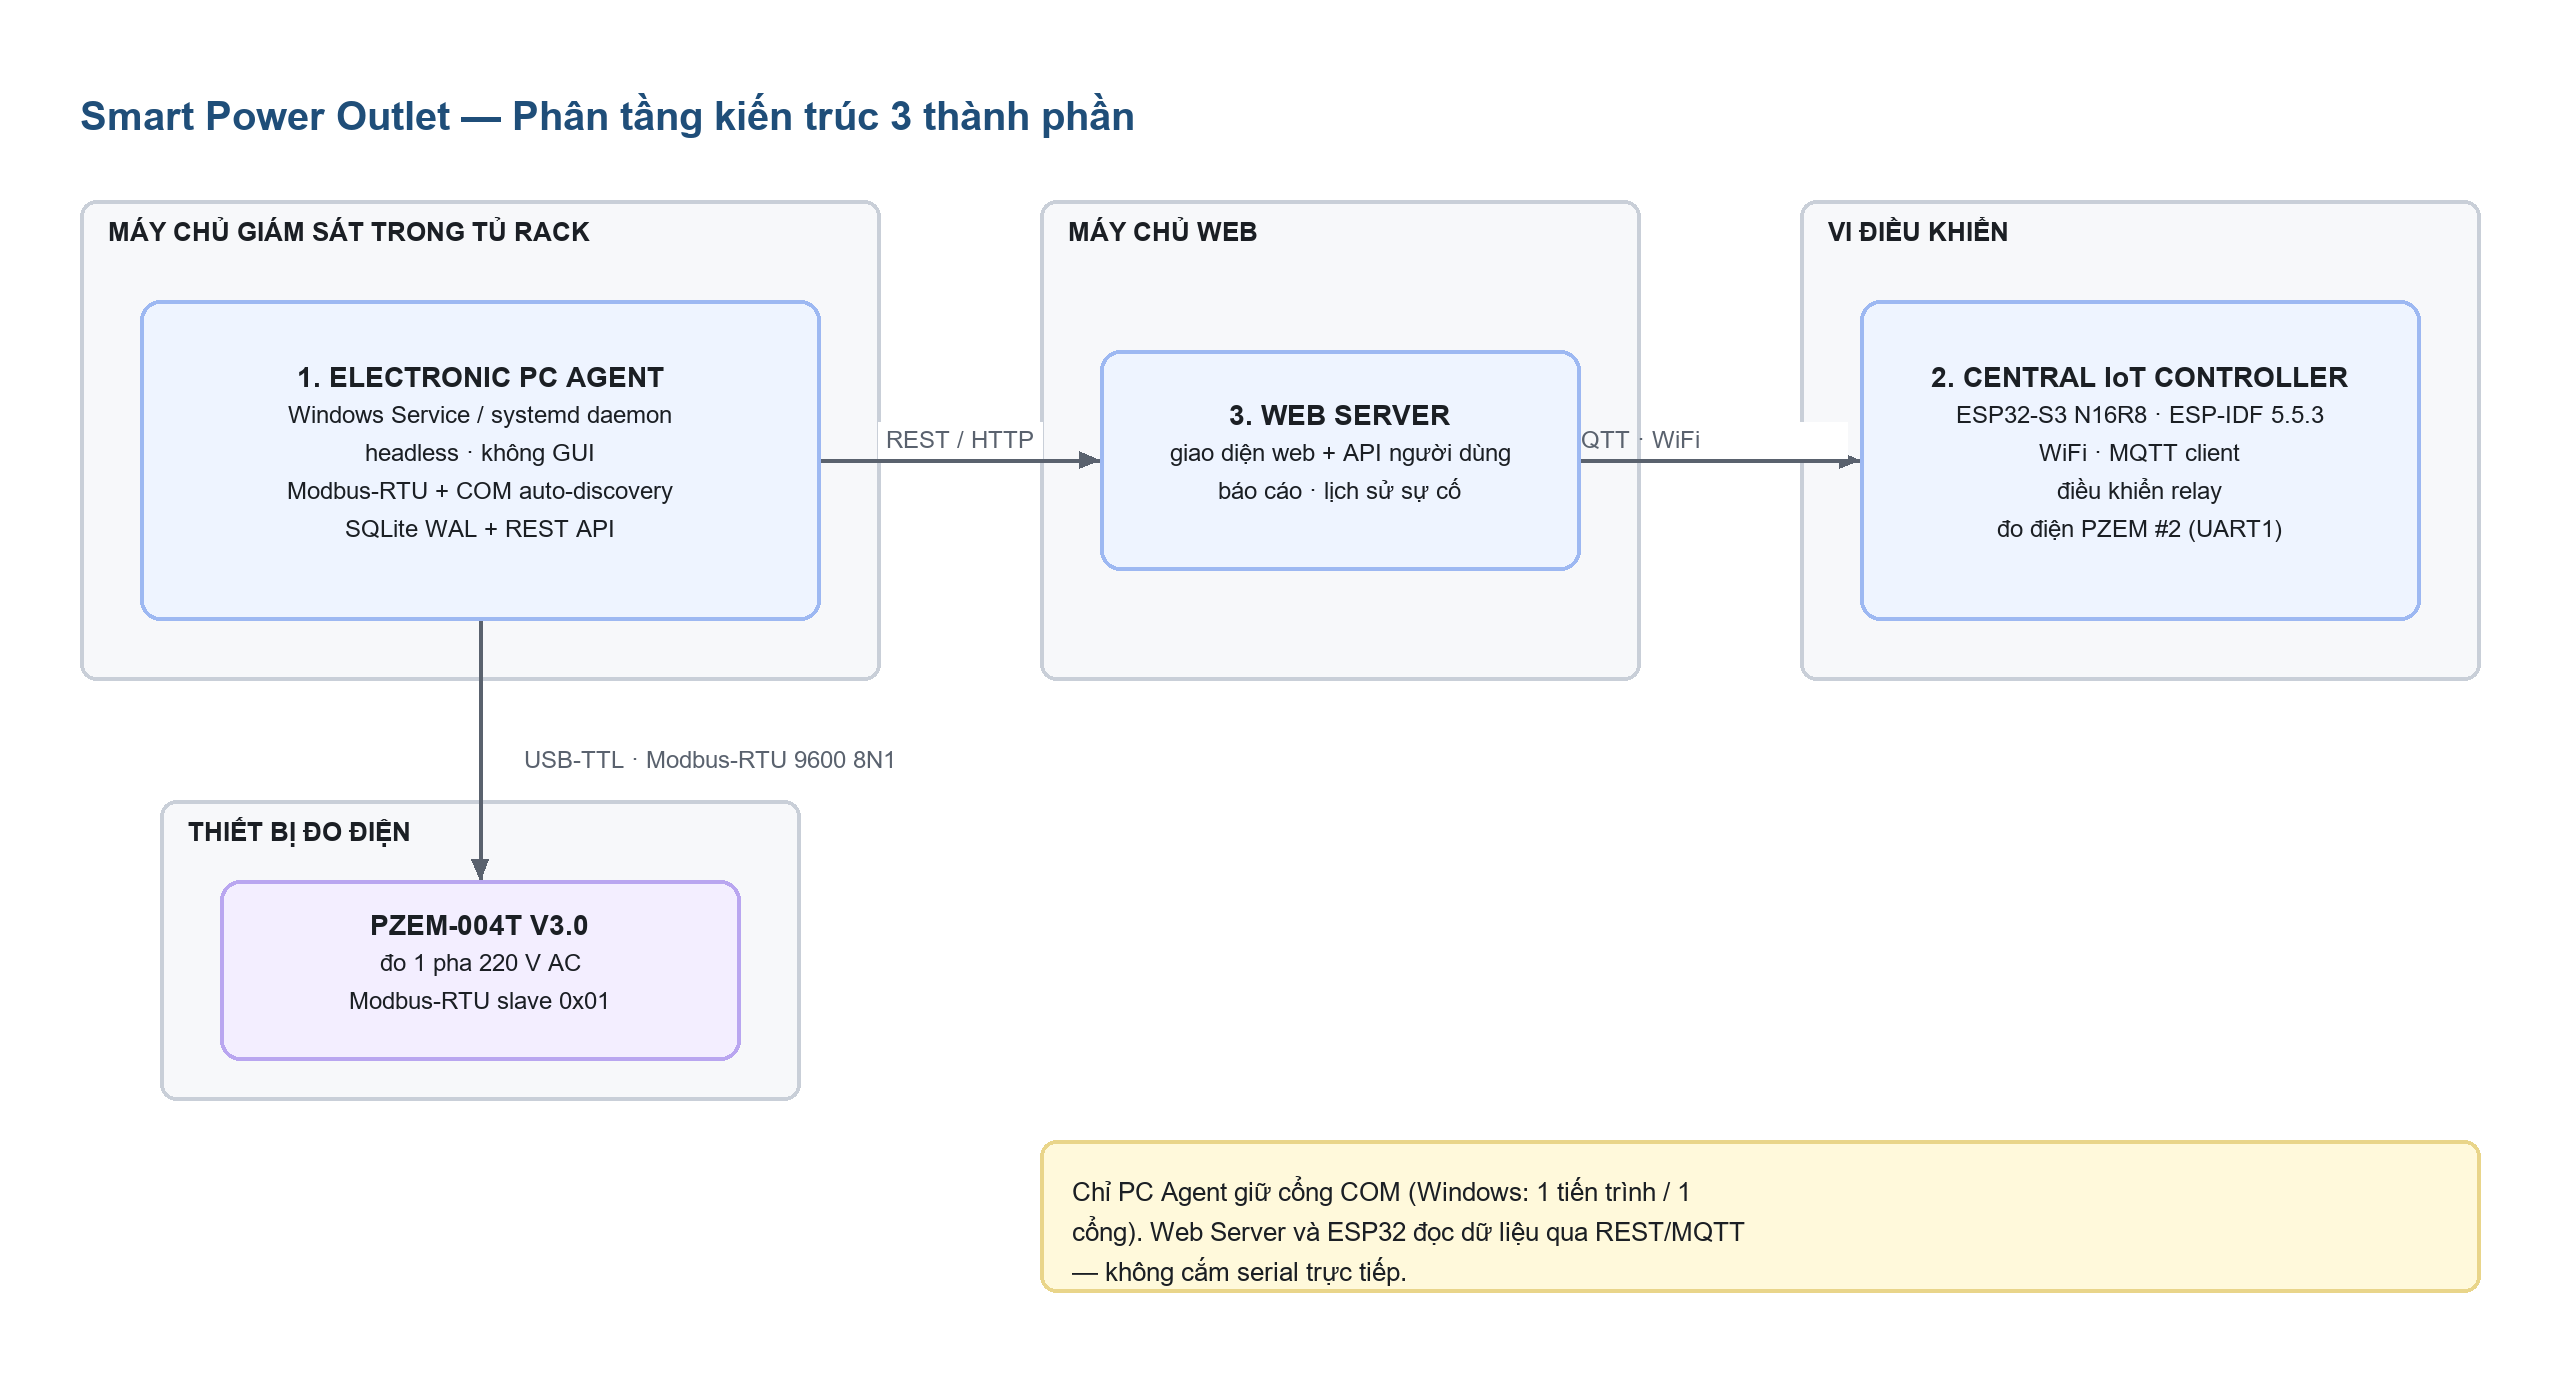 Smart Power Outlet — Phân tầng kiến trúc 3 thành phần
MÁY CHỦ GIÁM SÁT TRONG TỦ RACK
1. ELECTRONIC PC AGENT
Windows Service / systemd daemon
headless · không GUI
Modbus-RTU + COM auto-discovery
SQLite WAL + REST API
REST / HTTP
MÁY CHỦ WEB
3. WEB SERVER
giao diện web + API người dùng
báo cáo · lịch sử sự cố
QTT · WiFi
VI ĐIỀU KHIỂN
2. CENTRAL IoT CONTROLLER
ESP32-S3 N16R8 · ESP-IDF 5.5.3
WiFi · MQTT client
điều khiển relay
đo điện PZEM #2 (UART1)
USB-TTL · Modbus-RTU 9600 8N1
THIẾT BỊ ĐO ĐIỆN
PZEM-004T V3.0
đo 1 pha 220 V AC
Modbus-RTU slave 0x01
Chỉ PC Agent giữ cổng COM (Windows: 1 tiến trình / 1
cổng). Web Server và ESP32 đọc dữ liệu qua REST/MQTT
— không cắm serial trực tiếp.